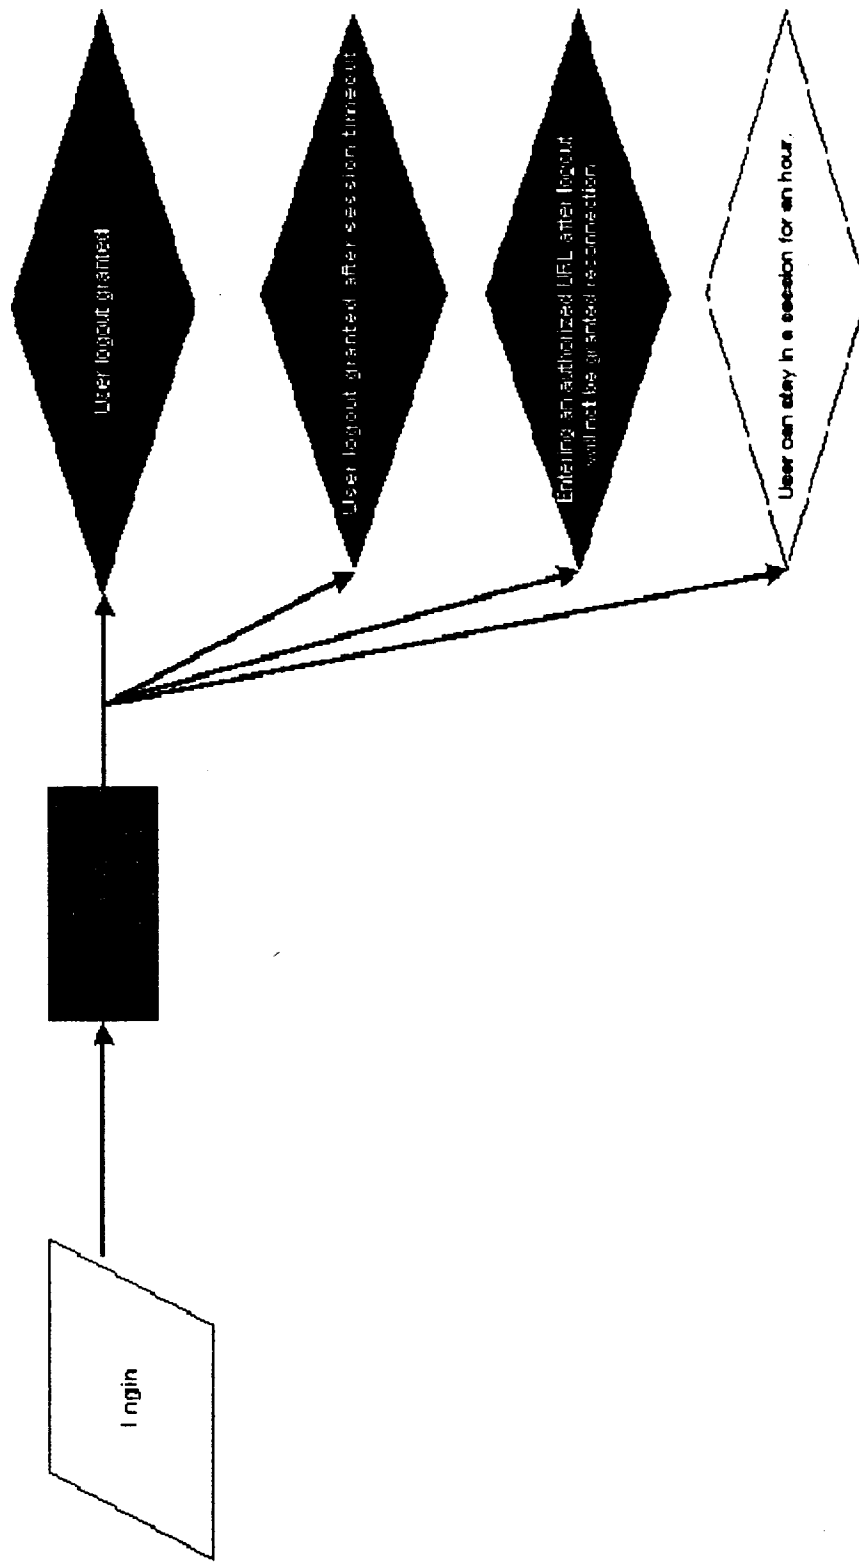 Login
User logout granted
User logout granted after session timeout
Entering an authorized URL after logout
will not be granted reconnection
User can stay in a session for an hour.